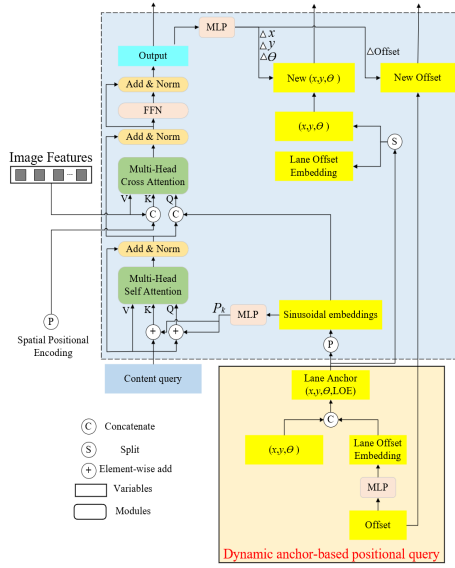 Output
MLP
△x
△y
△Θ
△Offset
Add & Norm
New (x,y,Θ)
New Offset
FFN
(x,y,Θ)
Add & Norm
S
Image Features
...
Lane Offset
Embedding
Multi-Head
Cross Attention
V
K
Q
C
C
Add & Norm
Multi-Head
Self Attention
P
Spatial Positional
Encoding
V
K
Q
Pk
MLP
Sinusoidal embeddings
+
+
P
Content query
Lane Anchor
(x,y,Θ,LOE)
C
(x,y,Θ)
Lane Offset
Embedding
MLP
Offset
Dynamic anchor-based positional query
C
Concatenate
S
Split
+
Element-wise add
Variables
Modules